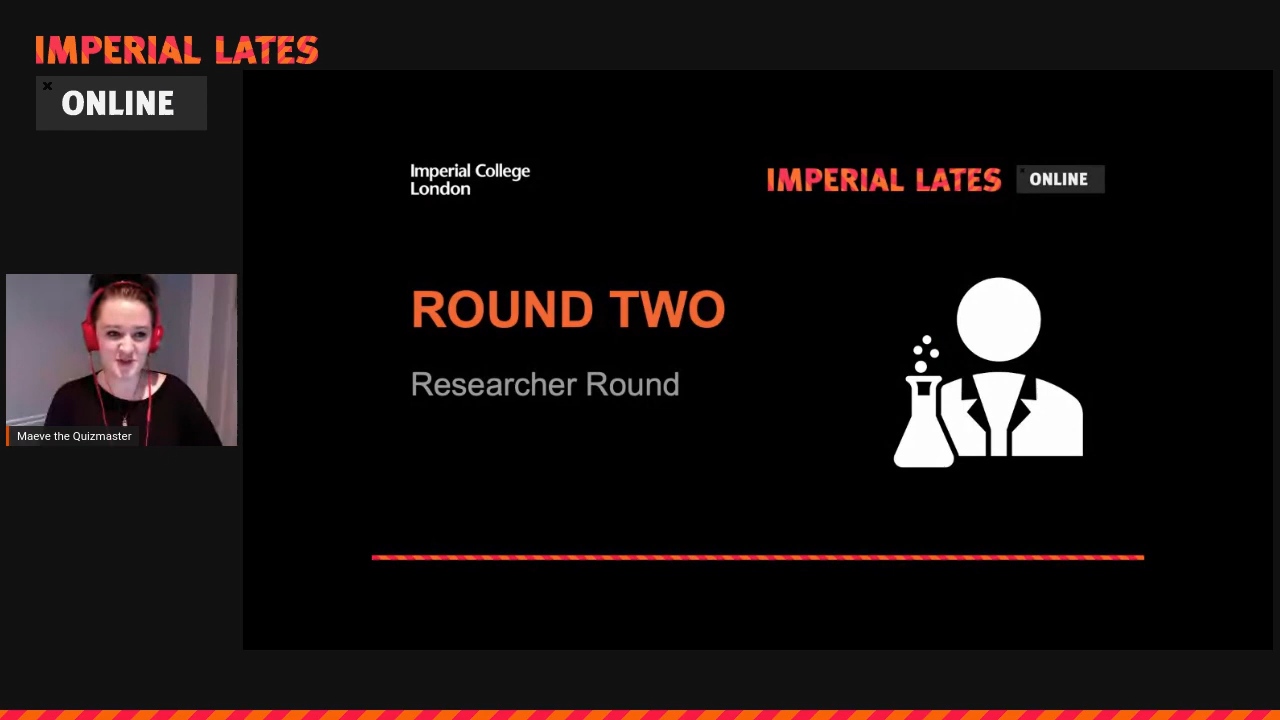 IMPERIAL LATES
ONLINE
Imperial College
London
IMPERIAL LATES ONLINE
ROUND TWO
Researcher Round
Maeve the Quizmaster